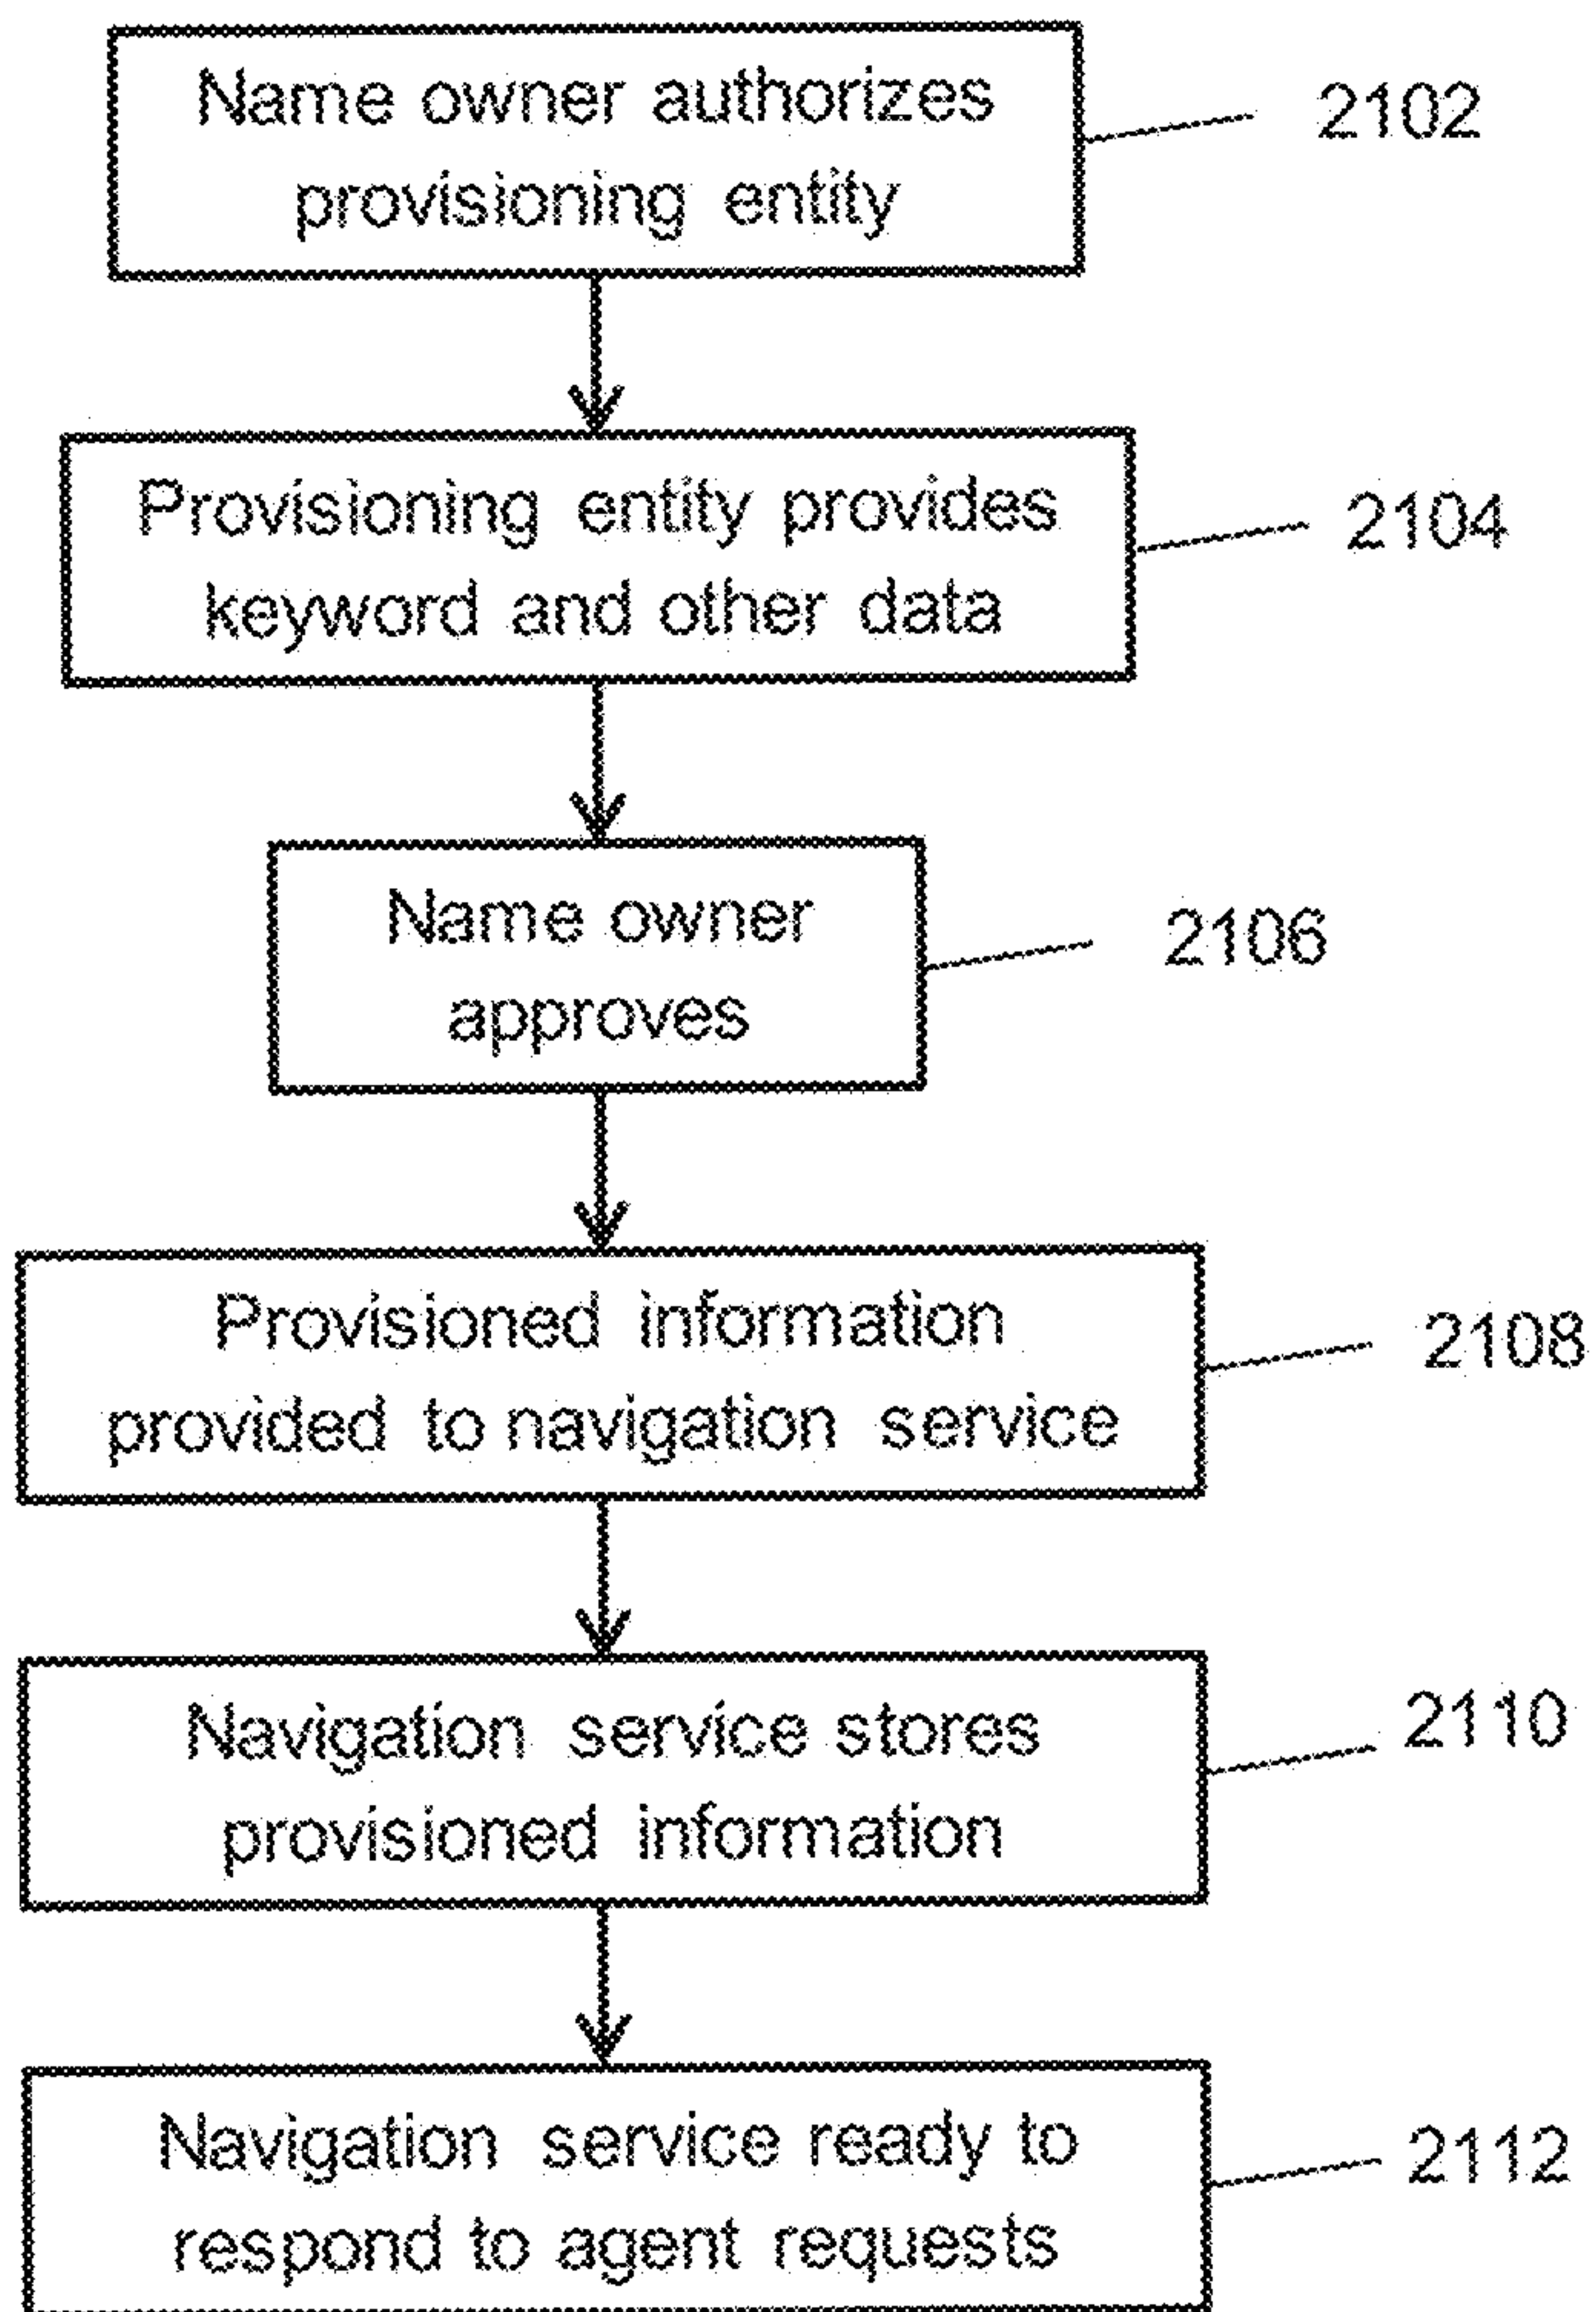 Name owner authorizes
provisioning entity
2102
Provisioning entity provides
keyword and other data
2104
Name owner
approves
2106
Provisioned information
provided to navigation service
2108
Navigation service stores
provisioned information
2110
Navigation service ready to
respond to agent requests
2112